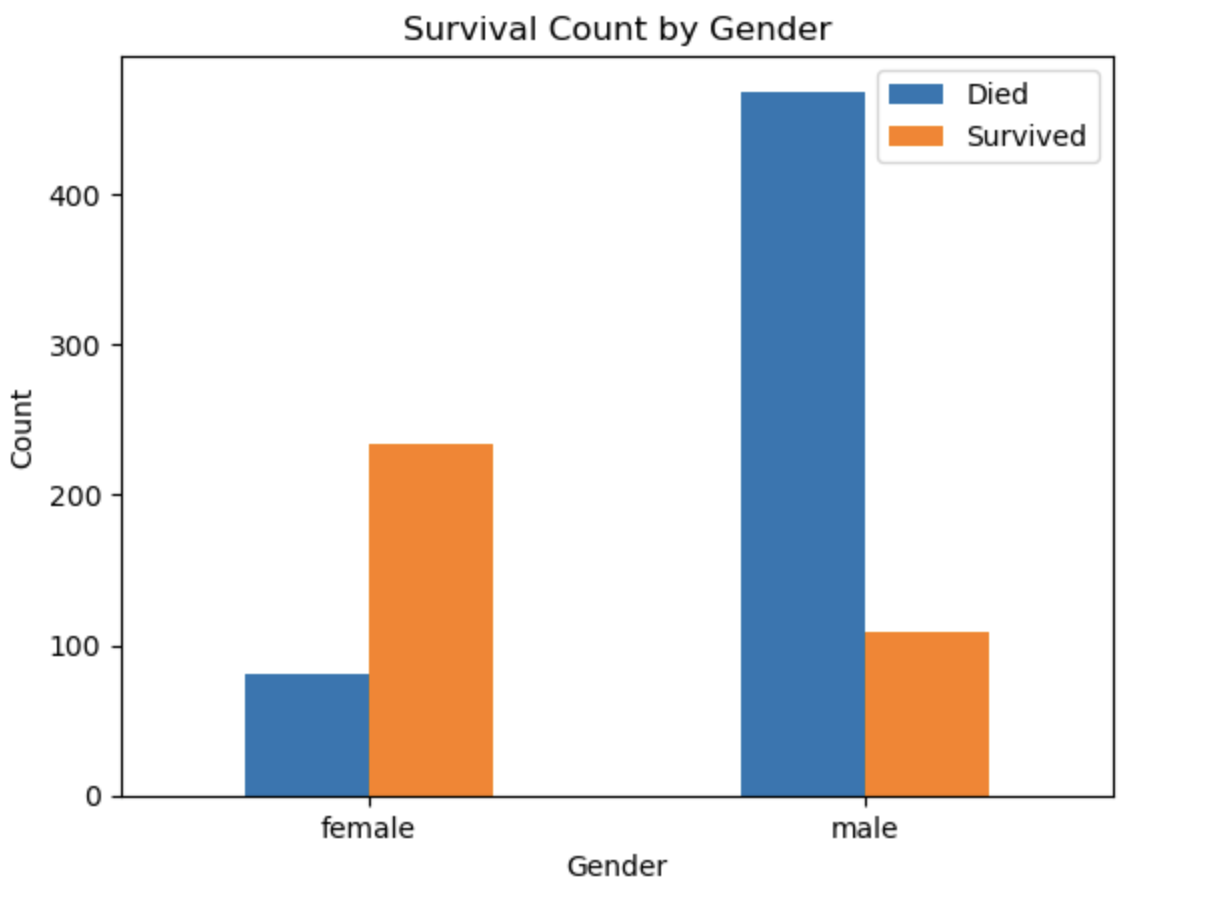 Survival Count by Gender
Died
Survived
400
300
200
100
0
Count
female
male
Gender